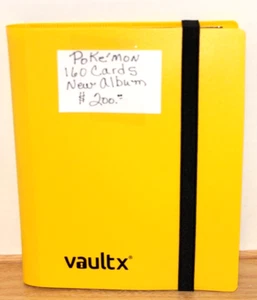 Poke'mon
160 Cards
New Album
$ 200.=
vaultx®